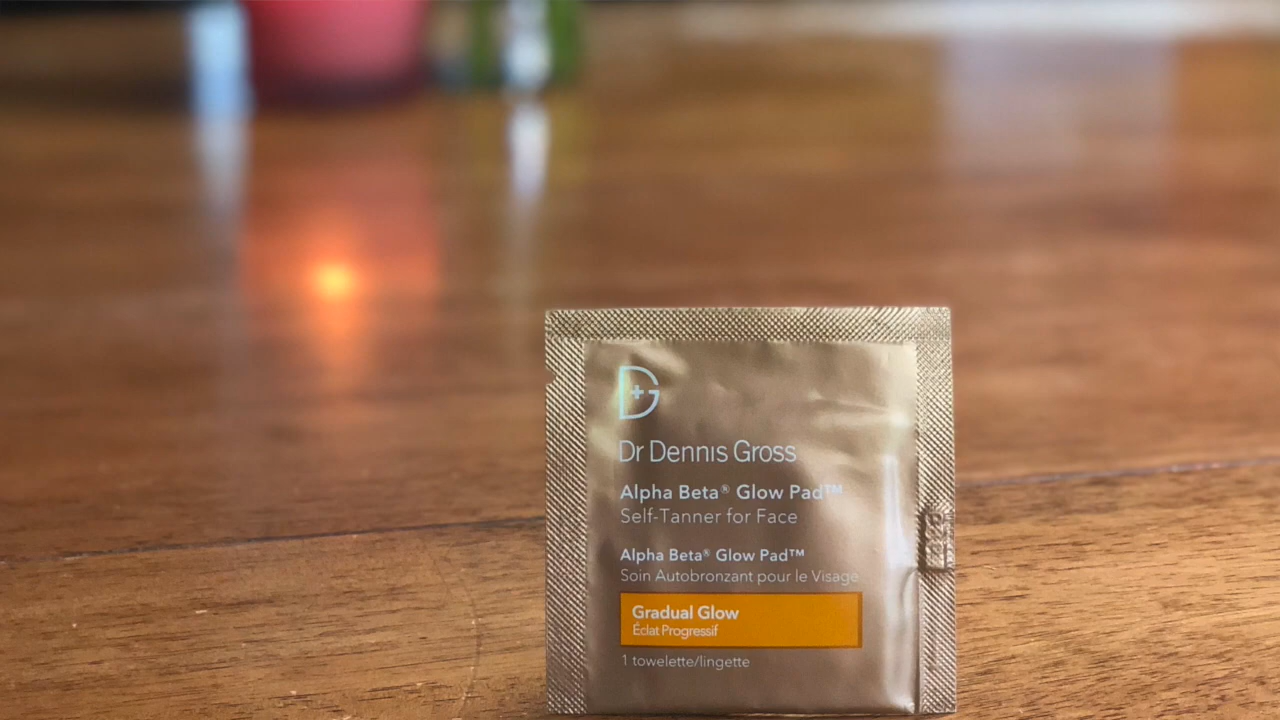 Dr Dennis Gross
Alpha Beta® Glow Pad™
Self-Tanner for Face
Alpha Beta® Glow Pad™
Soin Autobronzant pour le Visage
Gradual Glow
Éclat Progressif
1 towelette/lingette